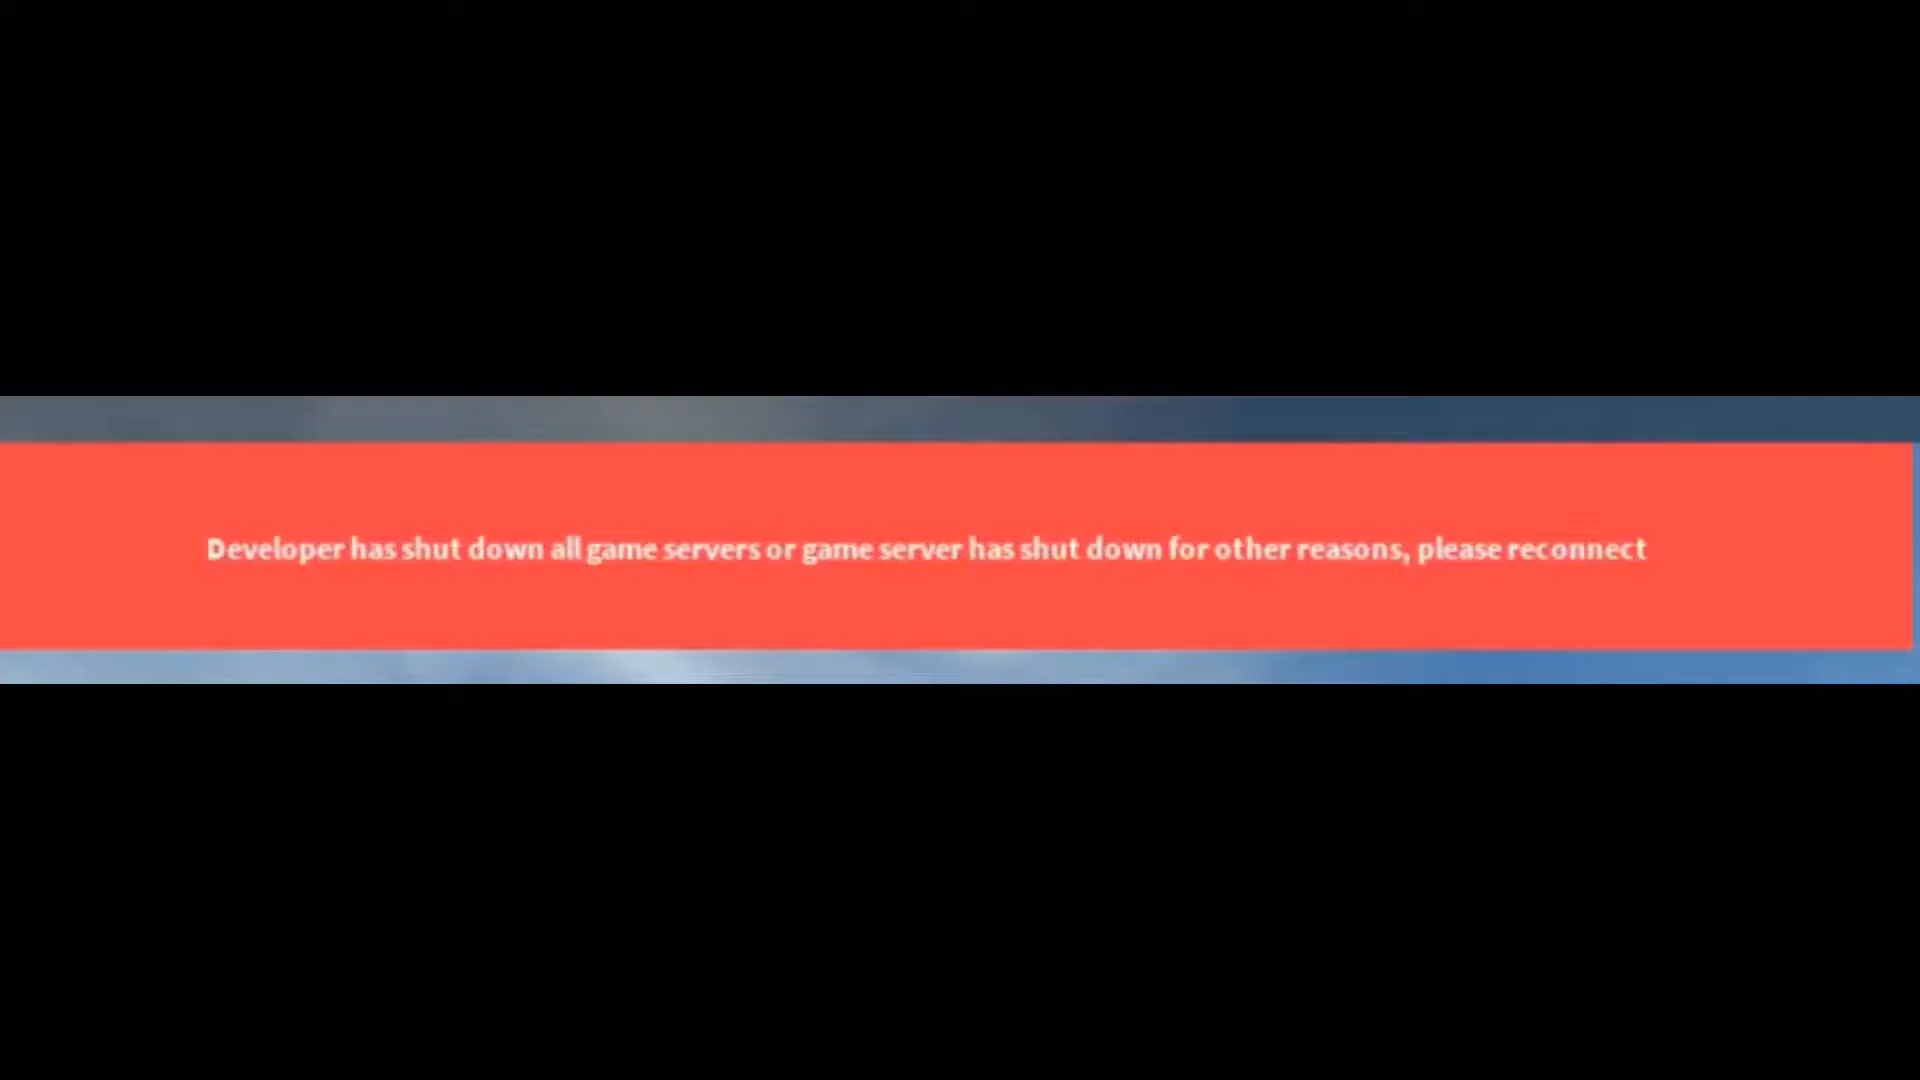 Developer has shut down all game servers or game server has shut down for other reasons, please reconnect